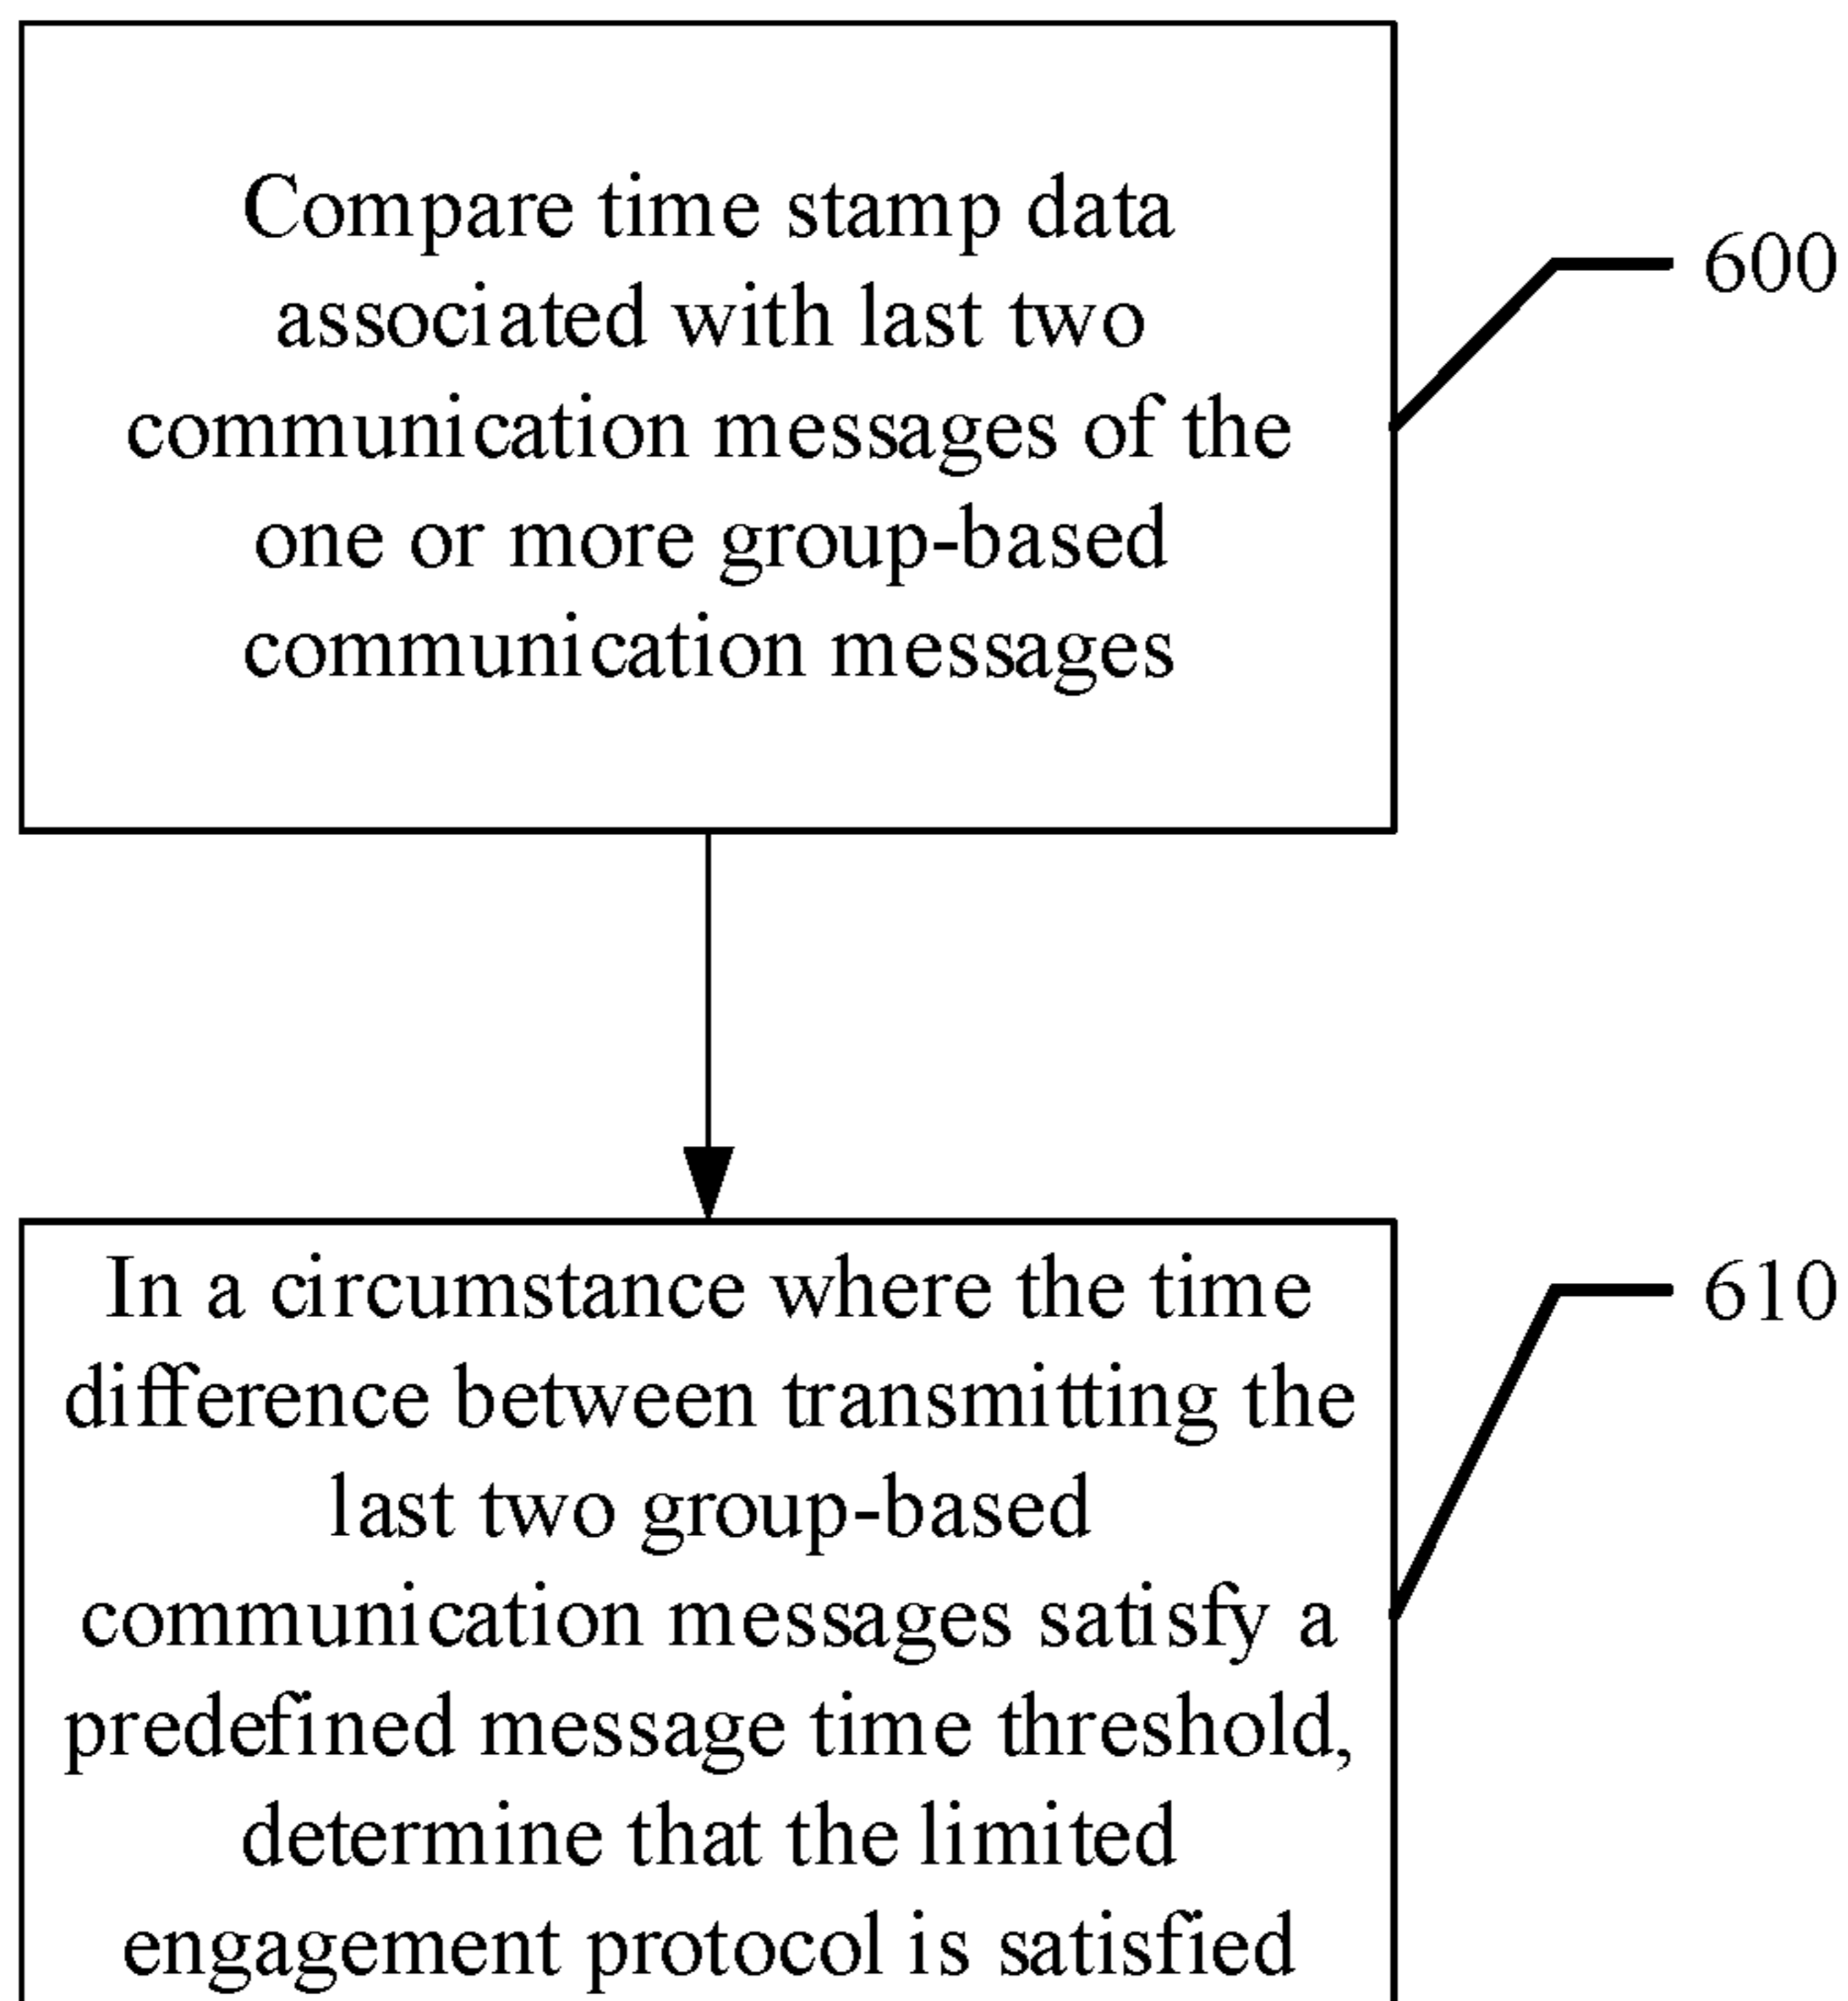 Compare time stamp data
associated with last two
communication messages of the
one or more group-based
communication messages
600
In a circumstance where the time
difference between transmitting the
last two group-based
communication messages satisfy a
predefined message time threshold,
determine that the limited
engagement protocol is satisfied
610